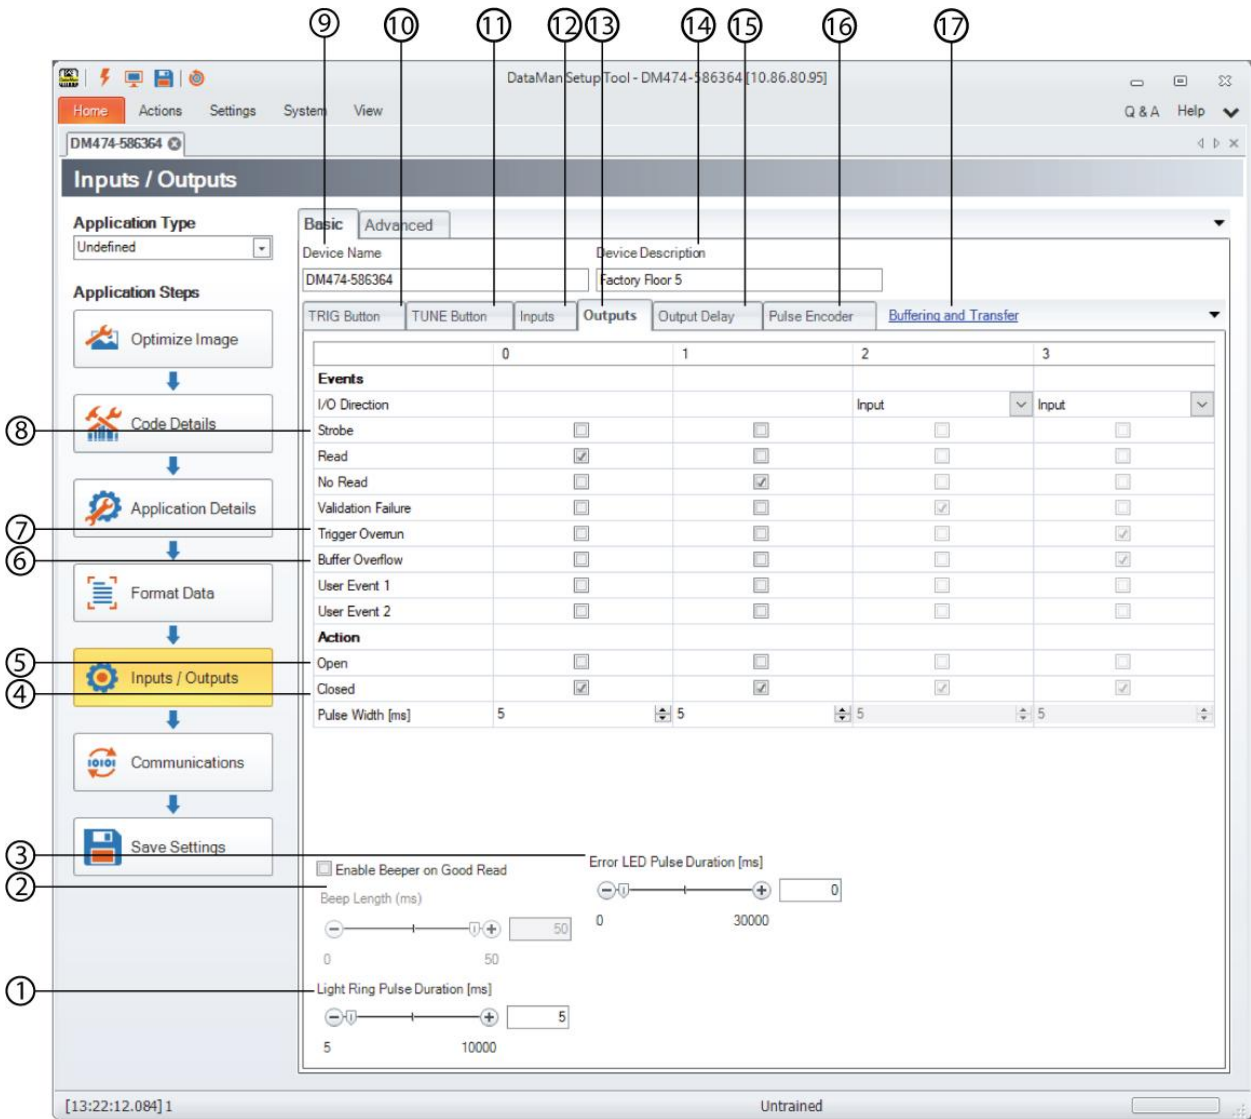 9 10 11 12 13 14 15 16 17
DataMan Setup Tool - DM474-586364 [10.86.80.95]
Home Actions Settings System View Q & A Help
DM474-586364
Inputs / Outputs
Application Type
Undefined
Application Steps
Optimize Image
Code Details
Application Details
Format Data
Inputs / Outputs
Communications
Save Settings
Basic Advanced
Device Name Device Description
DM474-586364 Factory Floor 5
TRIG Button TUNE Button Inputs Outputs Output Delay Pulse Encoder Buffering and Transfer
0 1 2 3
Events
I/O Direction Input Input
8 Strobe
Read
No Read
Validation Failure
7 Trigger Overrun
6 Buffer Overflow
User Event 1
User Event 2
Action
5 Open
4 Closed
Pulse Width [ms] 5 5 5 5
3 Error LED Pulse Duration [ms]
0
0 30000
Enable Beeper on Good Read
2 Beep Length (ms)
50
0 50
1 Light Ring Pulse Duration [ms]
5
5 10000
[13:22:12.084] 1 Untrained